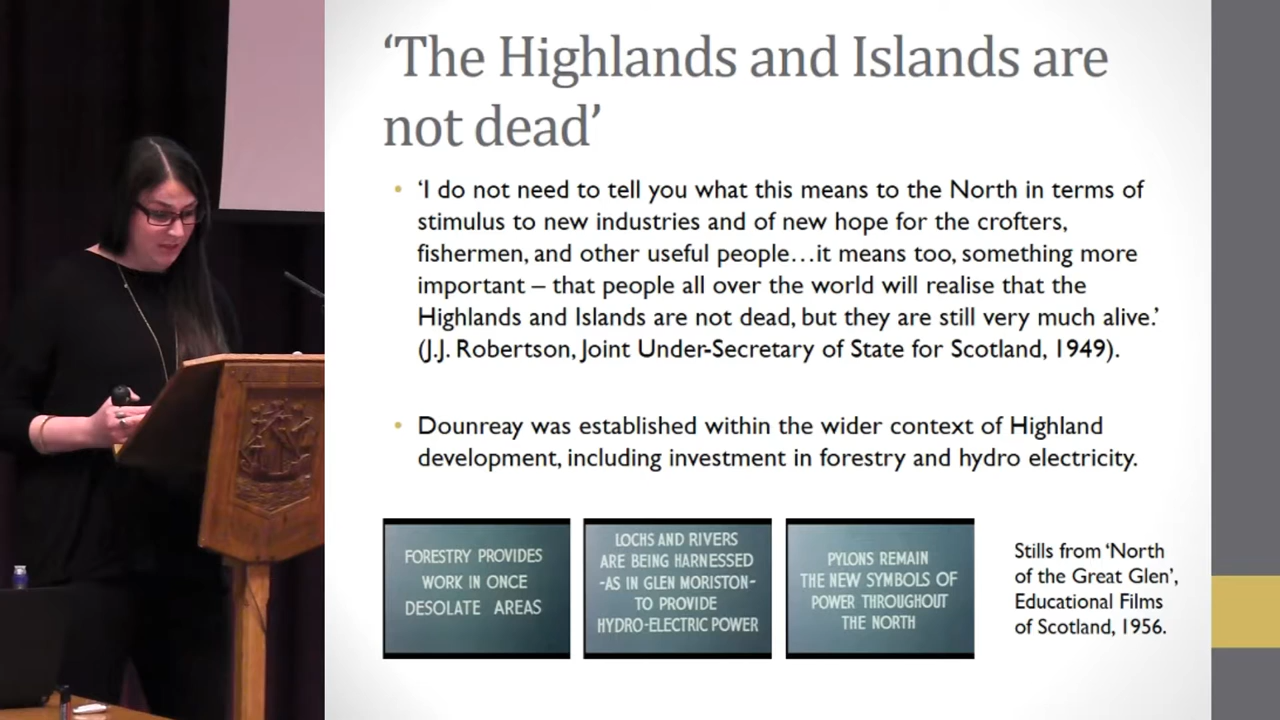 ‘The Highlands and Islands are
not dead’
• ‘I do not need to tell you what this means to the North in terms of
stimulus to new industries and of new hope for the crofters,
fishermen, and other useful people…it means too, something more
important – that people all over the world will realise that the
Highlands and Islands are not dead, but they are still very much alive.’
(J.J. Robertson, Joint Under-Secretary of State for Scotland, 1949).
• Dounreay was established within the wider context of Highland
development, including investment in forestry and hydro electricity.
FORESTRY PROVIDES
WORK IN ONCE
DESOLATE AREAS
LOCHS AND RIVERS
ARE BEING HARNESSED
-AS IN GLEN MORISTON-
TO PROVIDE
HYDRO-ELECTRIC POWER
PYLONS REMAIN
THE NEW SYMBOLS OF
POWER THROUGHOUT
THE NORTH
Stills from ‘North
of the Great Glen’,
Educational Films
of Scotland, 1956.